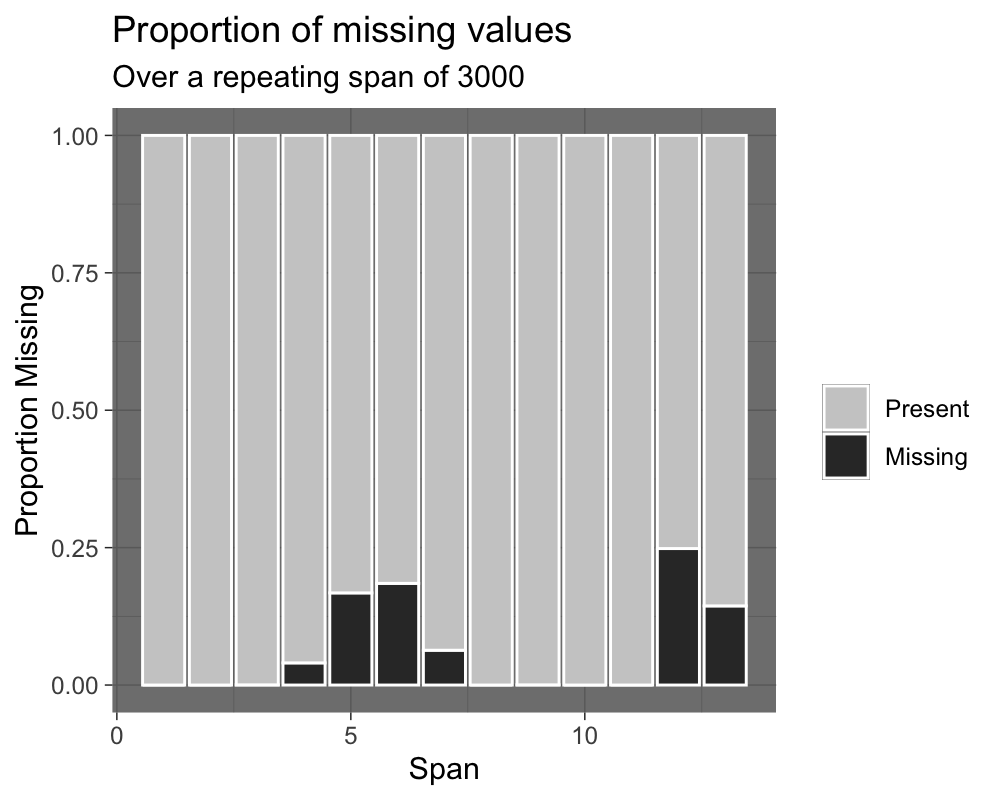 Proportion of missing values
Over a repeating span of 3000
Proportion Missing
1.00
0.75
0.50
0.25
0.00
0
5
10
Span
Present
Missing